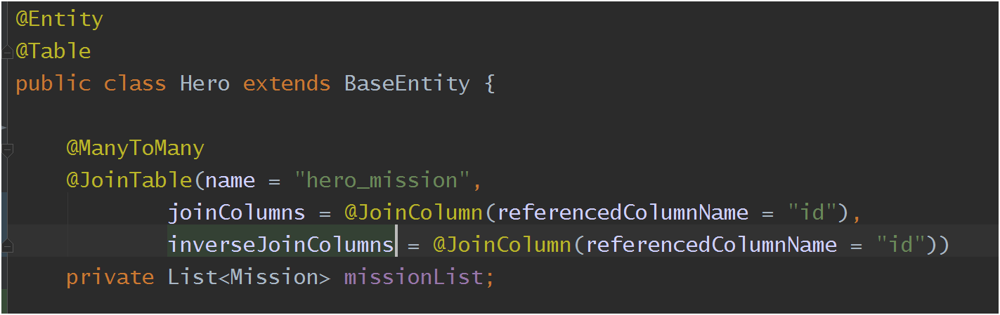 @Entity
@Table
public class Hero extends BaseEntity {
@ManyToMany
@JoinTable(name = "hero_mission",
joinColumns = @JoinColumn(referencedColumnName = "id"),
inverseJoinColumns = @JoinColumn(referencedColumnName = "id"))
private List<Mission> missionList;